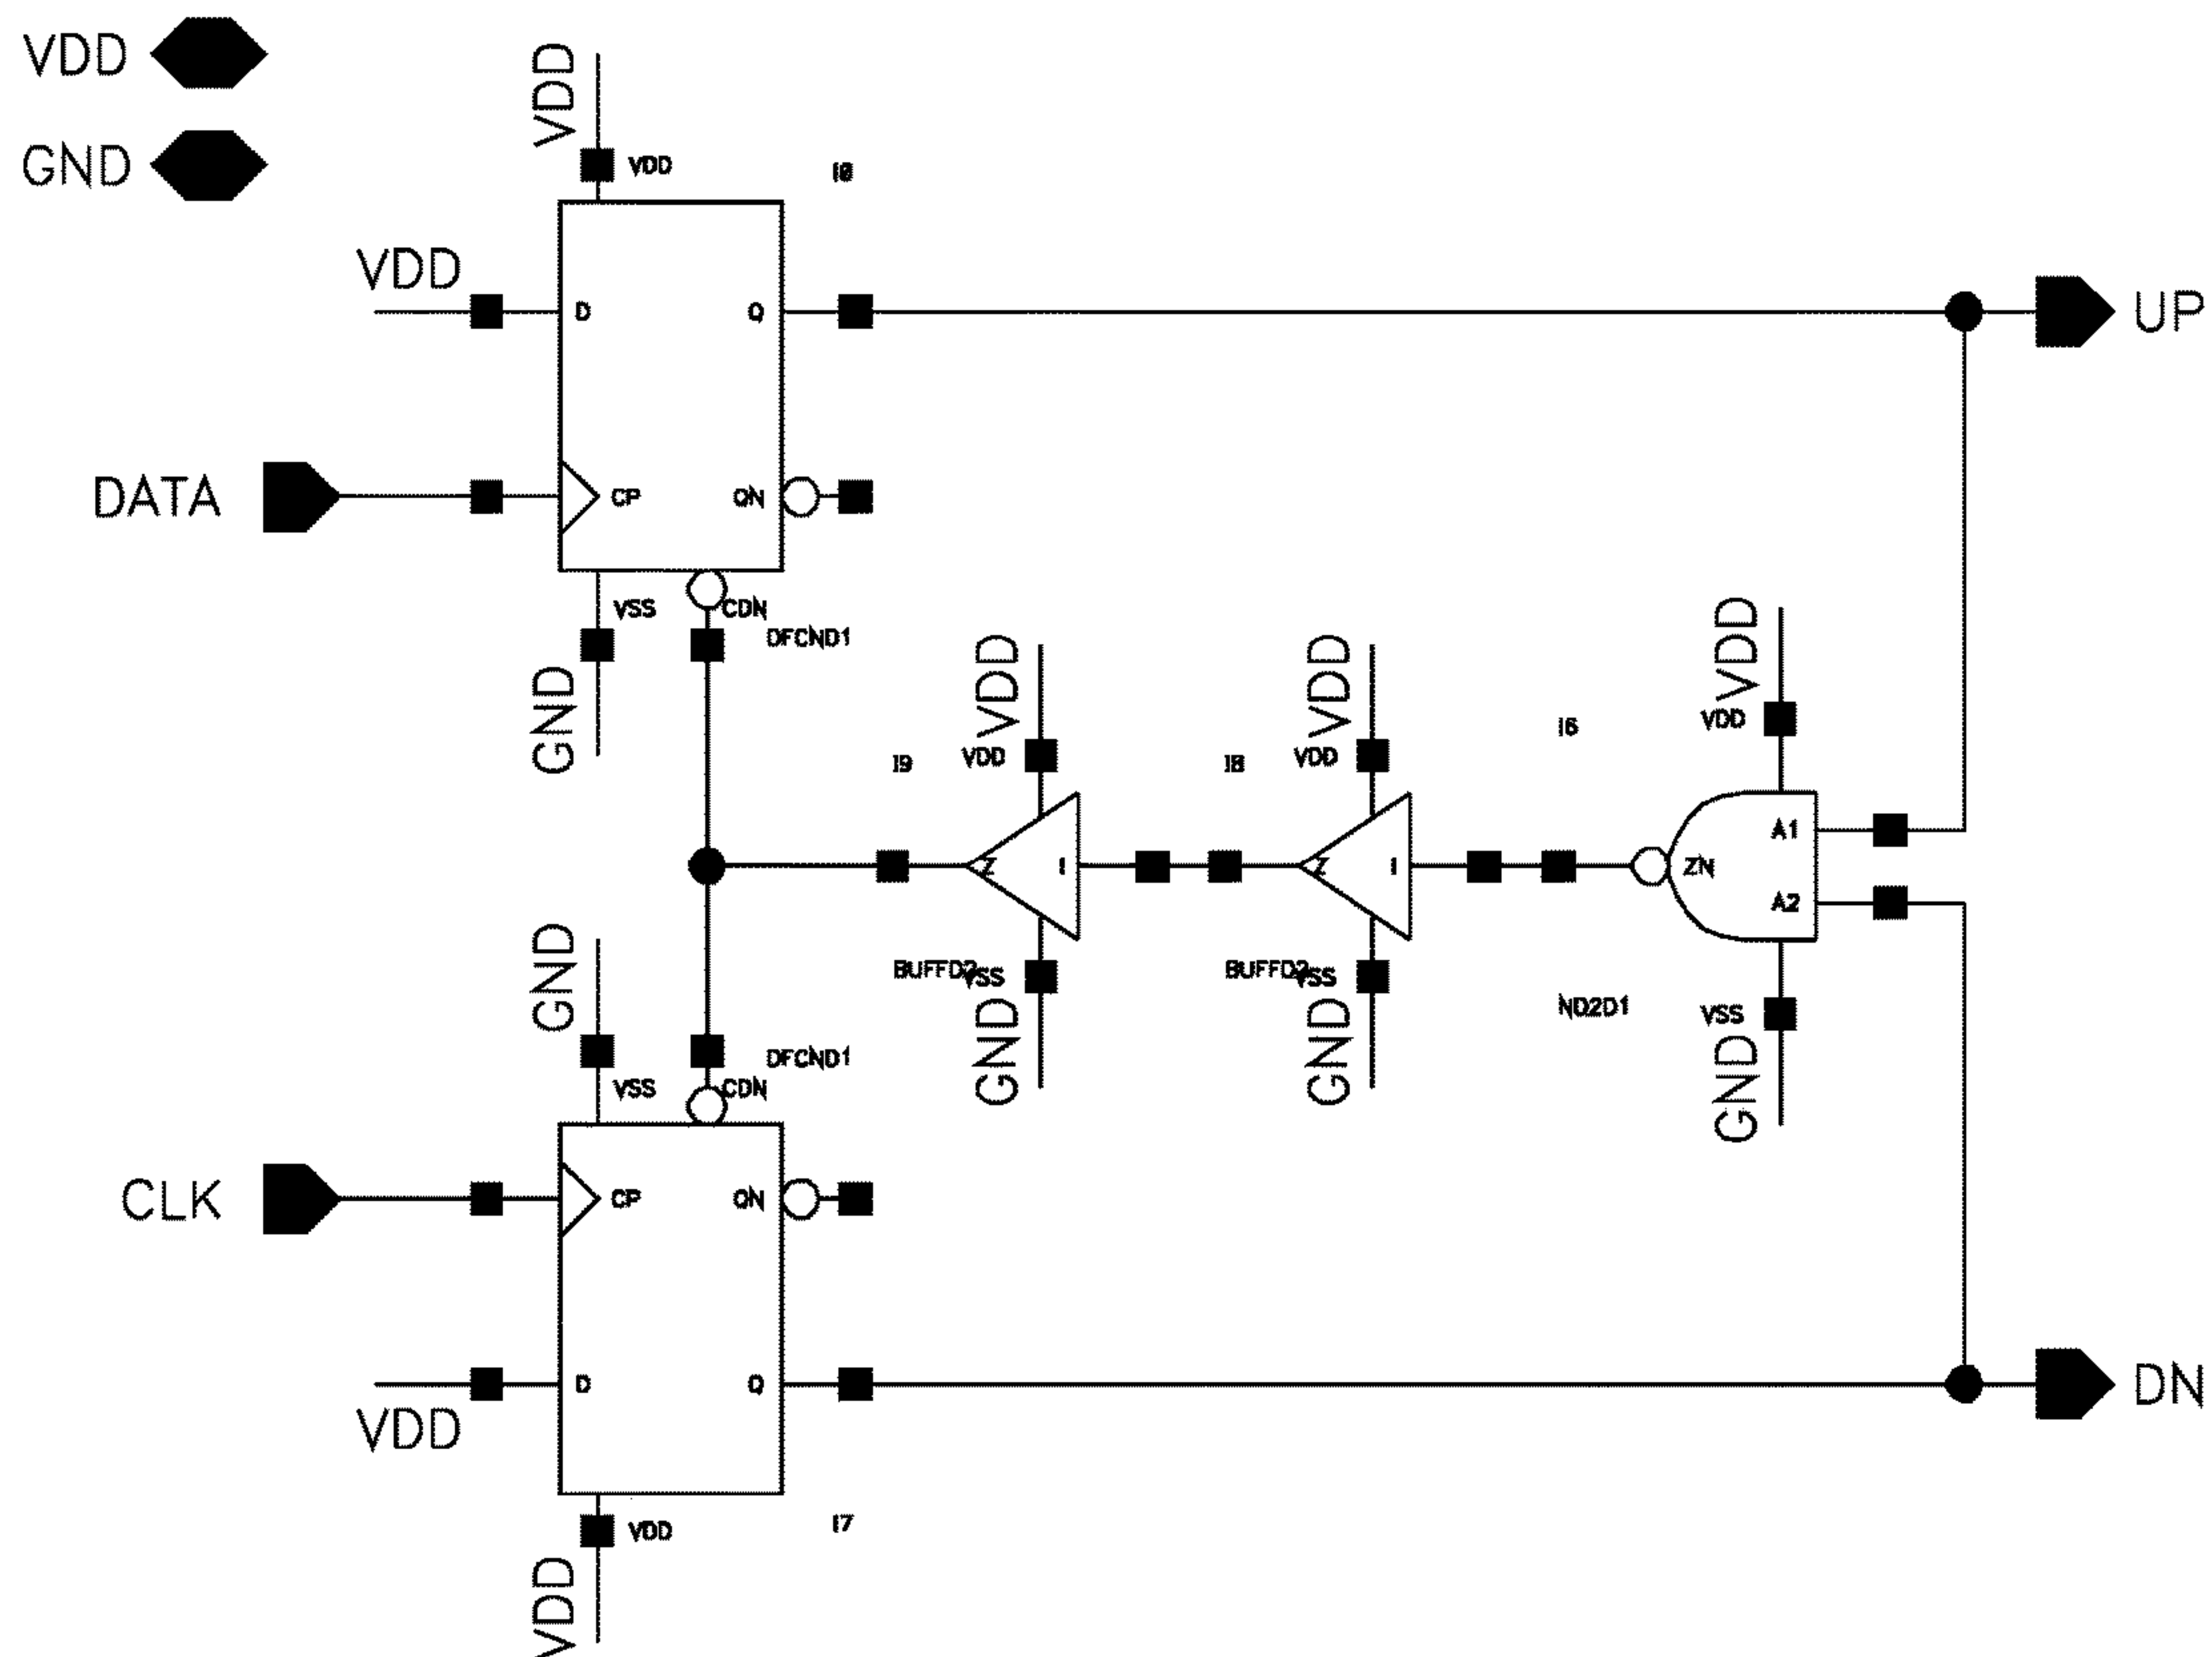 VDD
GND
VDD
VDD
I0
VDD
D
Q
UP
DATA
CP
QN
VSS
CDN
DFCND1
GND
VDD
VDD
VDD
I9
VDD
I8
VDD
I6
VDD
A1
Z
I
Z
I
ZN
A2
BUFFD2
VSS
BUFFD2
VSS
ND2D1
VSS
GND
GND
GND
GND
VSS
CDN
DFCND1
CLK
CP
QN
D
Q
DN
VDD
VDD
I7
VDD